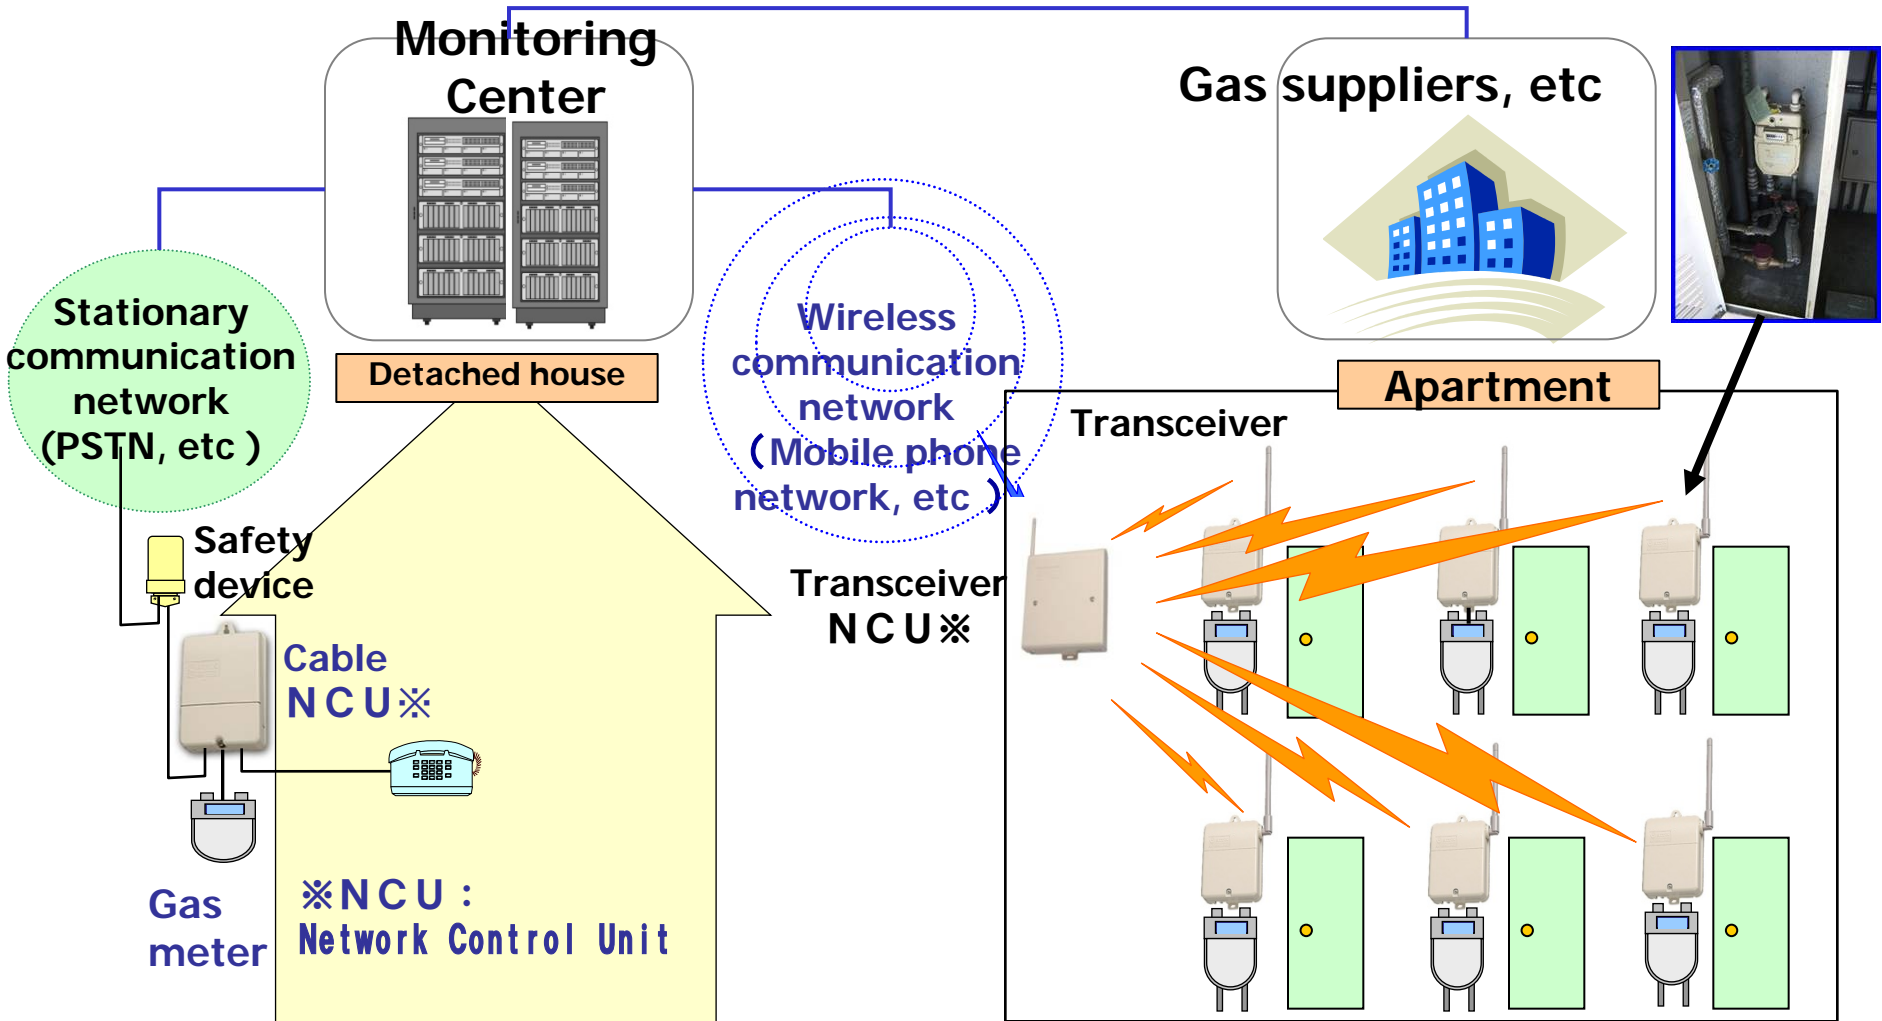 Monitoring
Center
Gas suppliers, etc
Stationary
communication
network
(PSTN, etc )
Detached house
Wireless
communication
network
（Mobile phone
network, etc ）
Apartment
Transceiver
Safety
device
Transceiver
NCU※
Cable
NCU※
Gas
meter
※NCU：
Network Control Unit